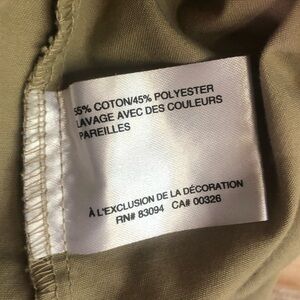 55% COTON/45% POLYESTER
LAVAGE AVEC DES COULEURS
PAREILLES
À L'EXCLUSION DE LA DÉCORATION
RN# 83094 CA# 00326